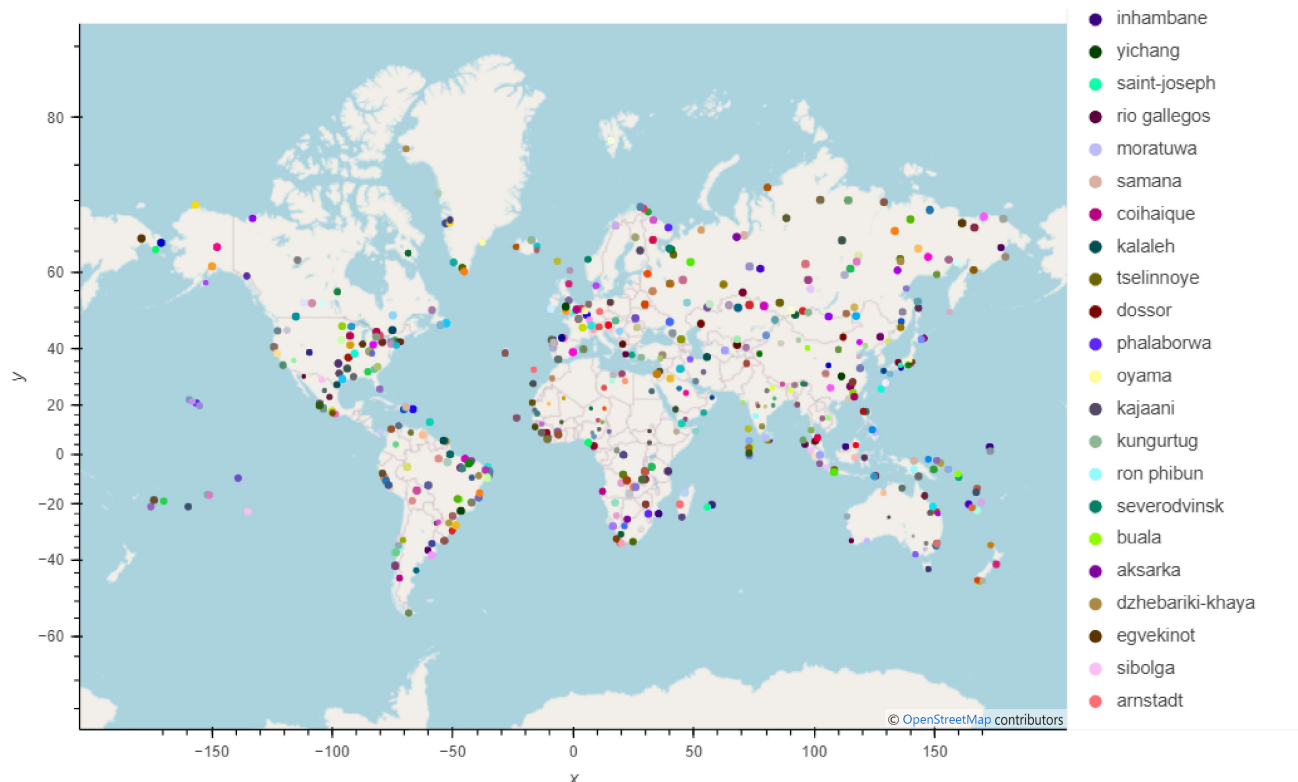 inhambane
yichang
saint-joseph
rio gallegos
moratuwa
samana
coihaique
kalaleh
tselinnoye
dossor
phalaborwa
oyama
kajaani
kungurtug
ron phibun
severodvinsk
buala
aksarka
dzhebariki-khaya
egvekinot
sibolga
arnstadt
80
60
40
20
0
−20
−40
−60
y
© OpenStreetMap contributors
−150 −100 −50 0 50 100 150
x